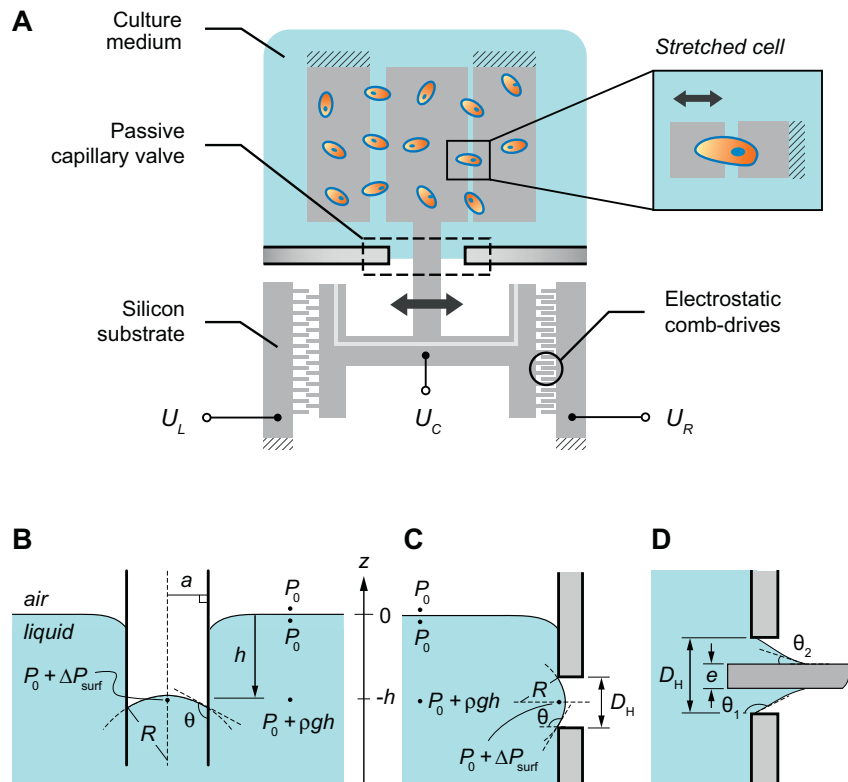 A
Culture
medium
Stretched cell
Passive
capillary valve
Silicon
substrate
Electrostatic
comb-drives
U_L
U_C
U_R
B
C
D
z
a
air
liquid
P_0
P_0
0
h
P_0 + ΔP_surf
R
θ
P_0 + ρgh
-h
P_0
P_0
P_0 + ρgh
R
θ
D_H
P_0 + ΔP_surf
θ_2
D_H
e
θ_1